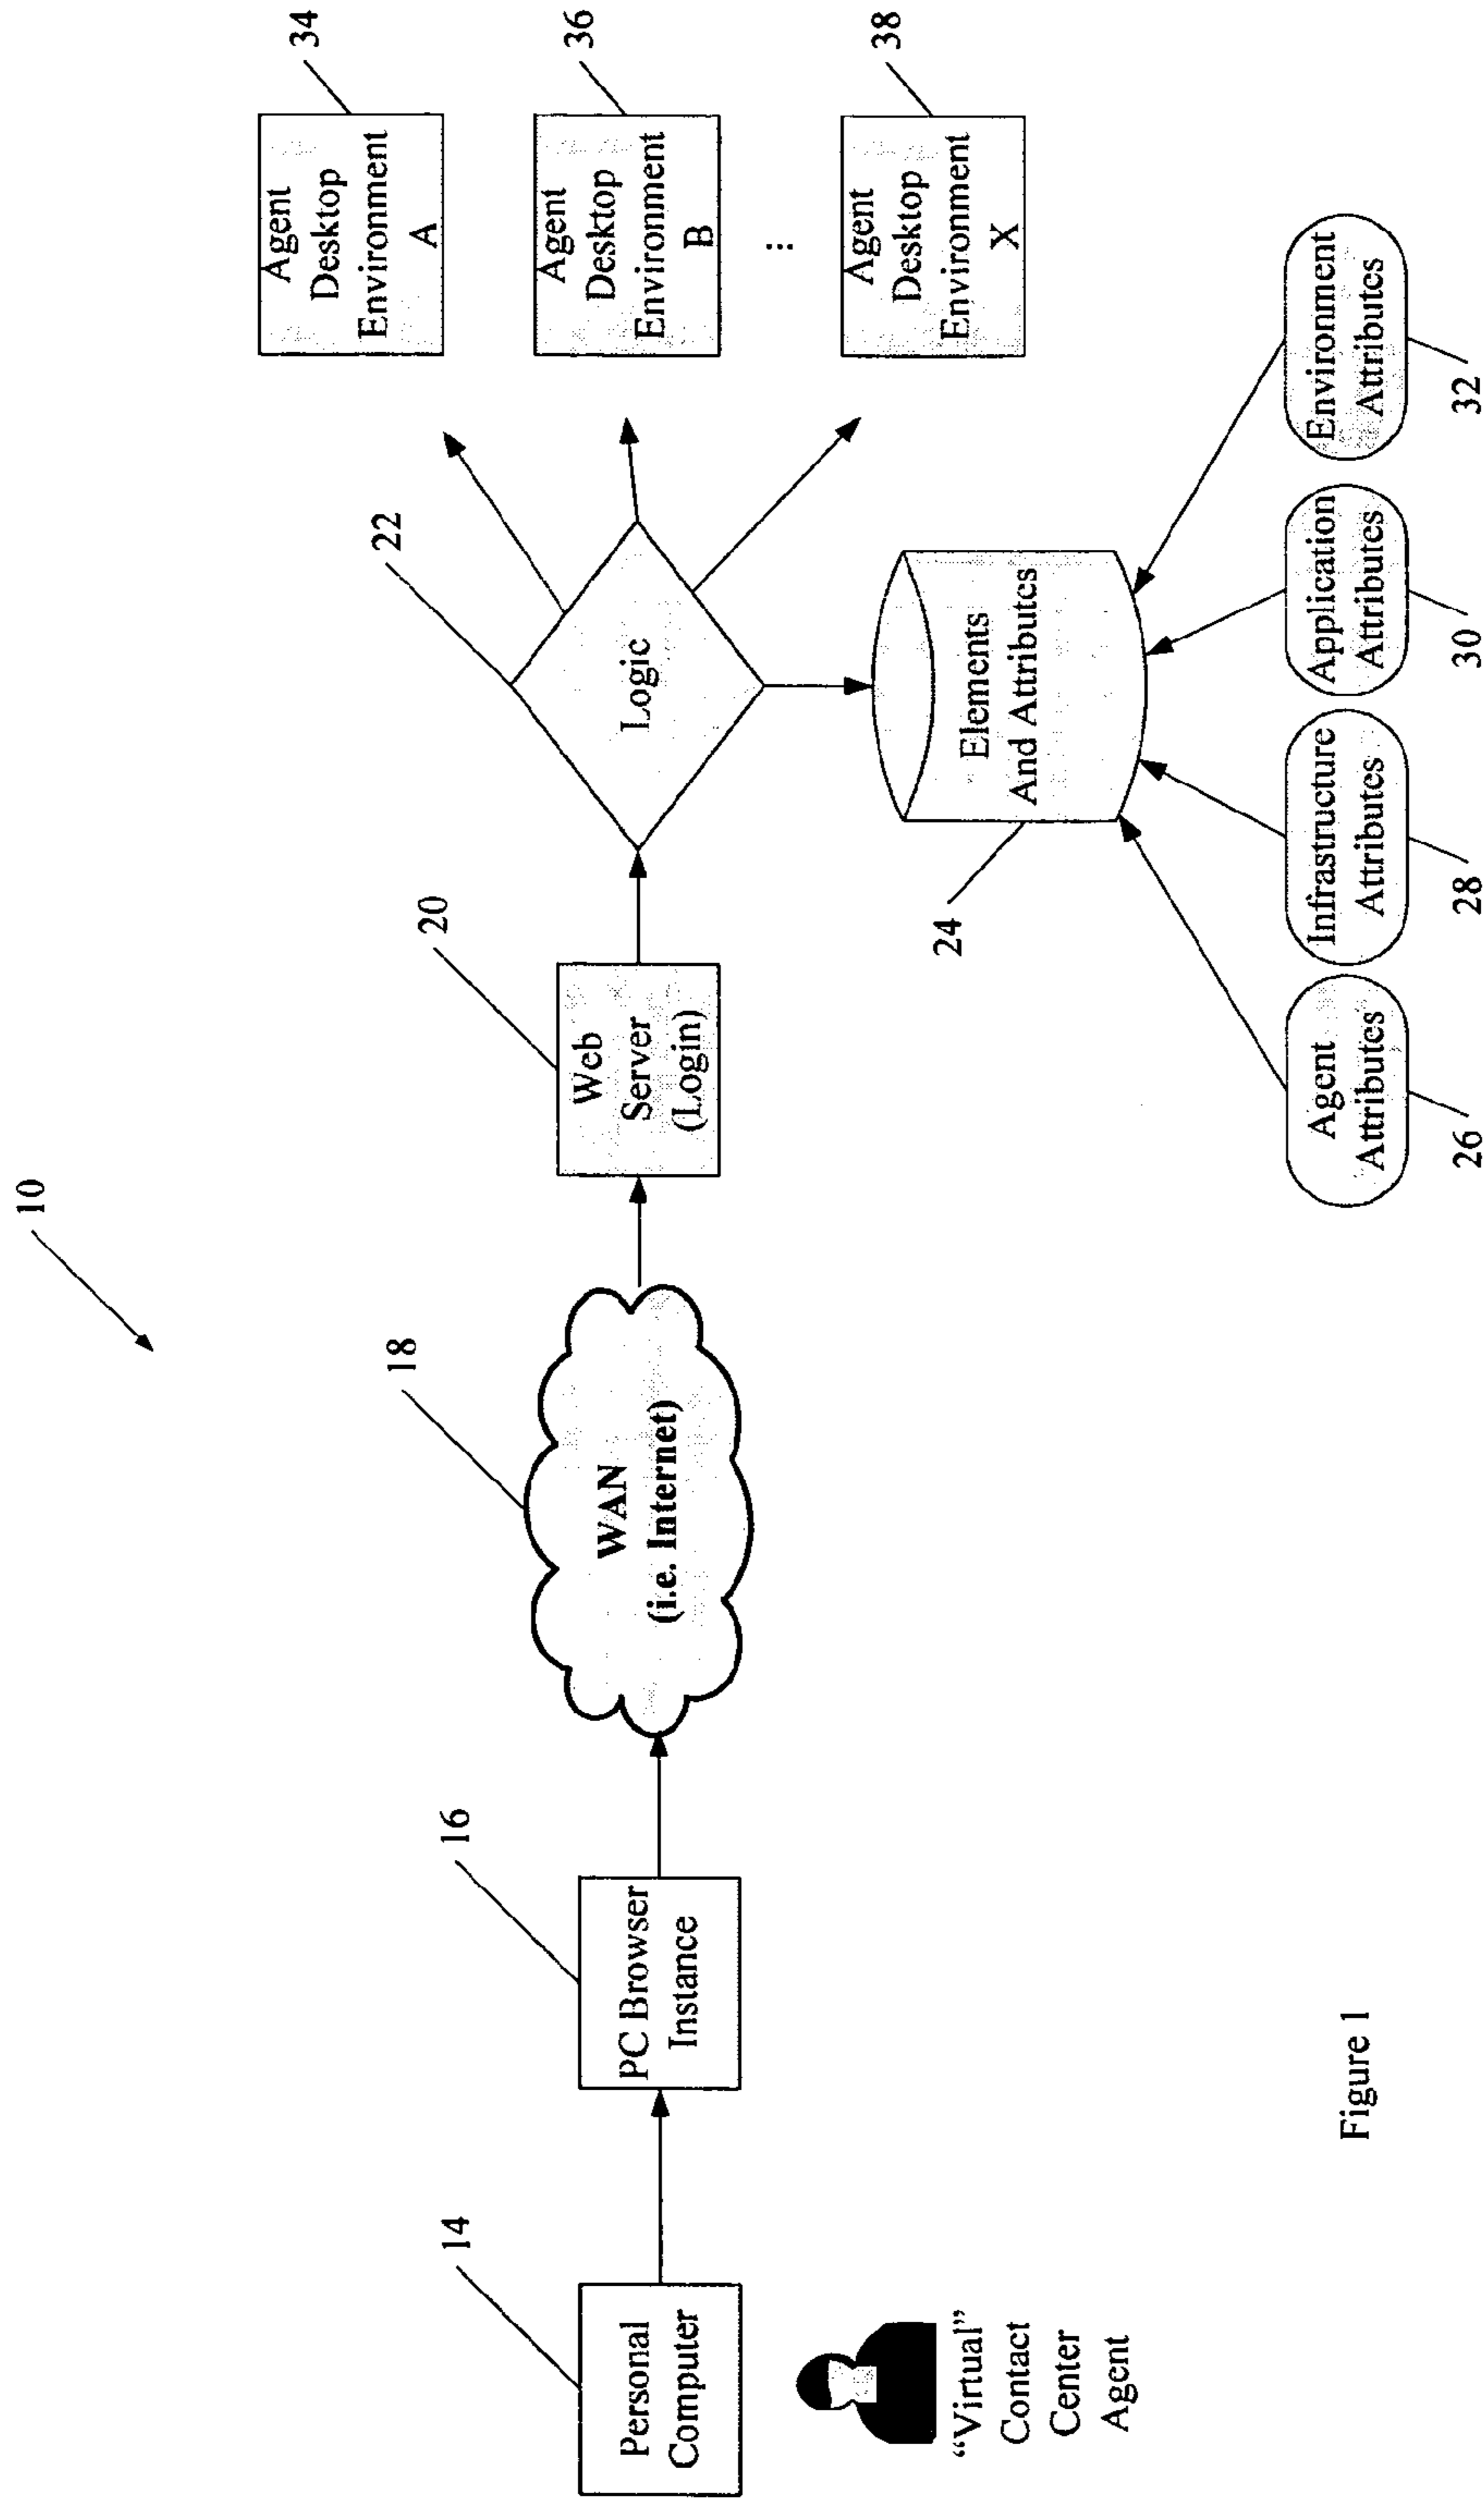 10
34
Agent
Desktop
Environment
A
36
Agent
Desktop
Environment
B
...
38
Agent
Desktop
Environment
X
14
Personal
Computer
16
PC Browser
Instance
18
WAN
(i.e. Internet)
20
Web
Server
(Login)
22
Logic
24
Elements
And Attributes
"Virtual"
Contact
Center
Agent
Agent
Attributes
26
Infrastructure
Attributes
28
Application
Attributes
30
Environment
Attributes
32
Figure 1